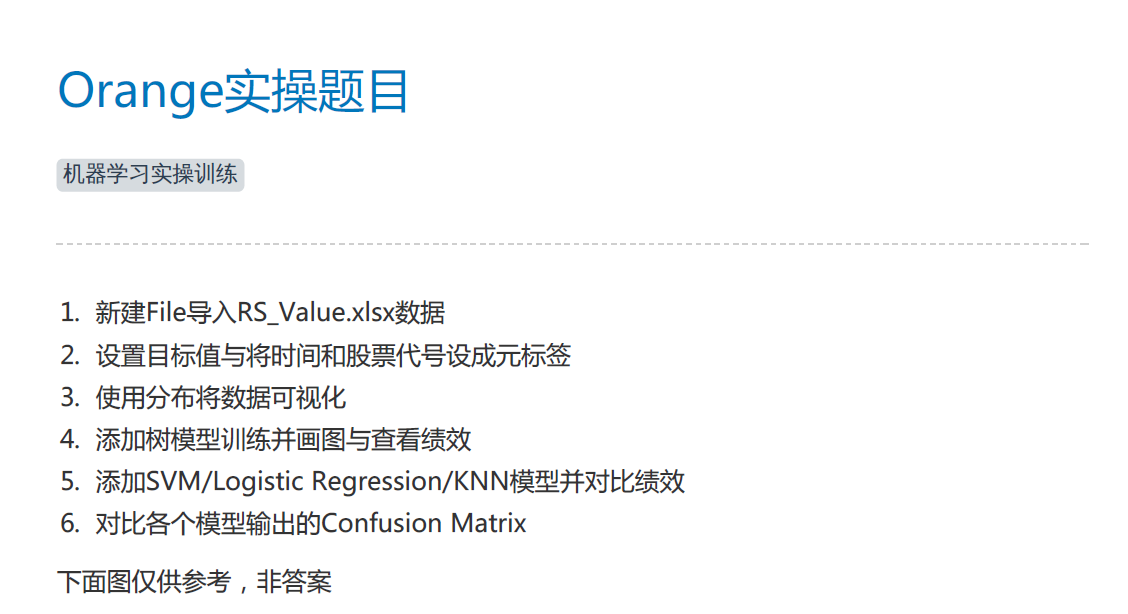 Orange实操题目
机器学习实操训练
1. 新建File导入RS_Value.xlsx数据
2. 设置目标值与将时间和股票代号设成元标签
3. 使用分布将数据可视化
4. 添加树模型训练并画图与查看绩效
5. 添加SVM/Logistic Regression/KNN模型并对比绩效
6. 对比各个模型输出的Confusion Matrix
下面图仅供参考，非答案